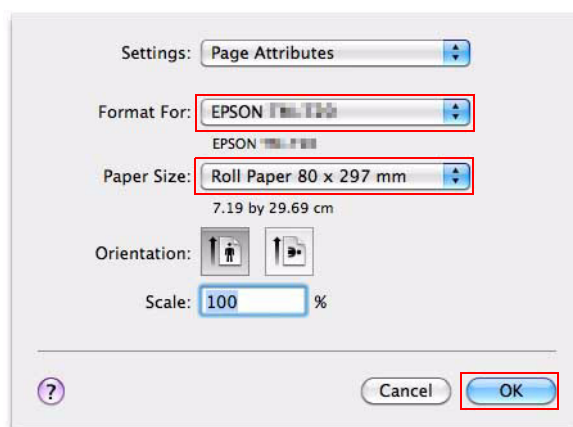 Settings: Page Attributes
Format For: EPSON
EPSON
Paper Size: Roll Paper 80 x 297 mm
7.19 by 29.69 cm
Orientation:
Scale: 100 %
? Cancel OK